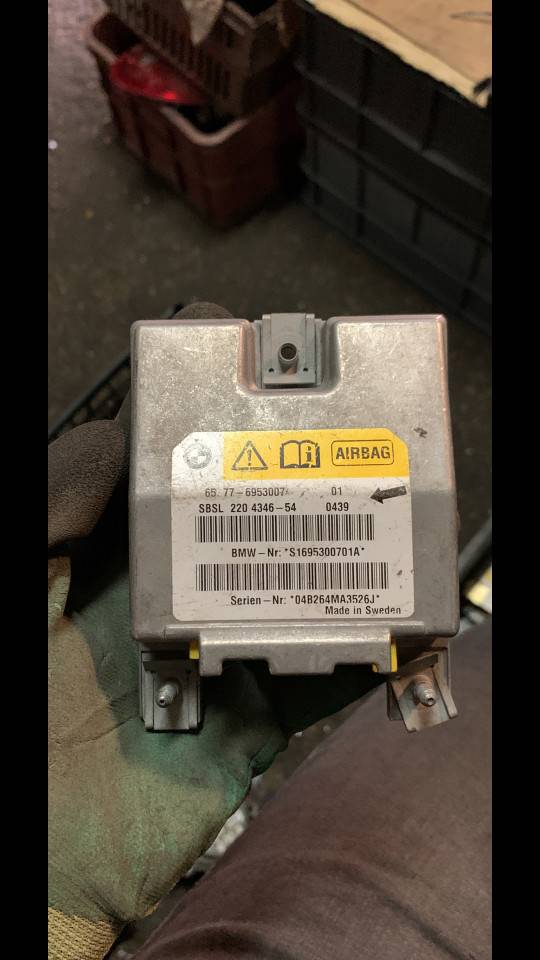 AIRBAG
65 77-6953007 01
SBSL 220 4346-54 0439
BMW-Nr: *S1695300701A*
Serien-Nr: *04B264MA3526J*
Made in Sweden